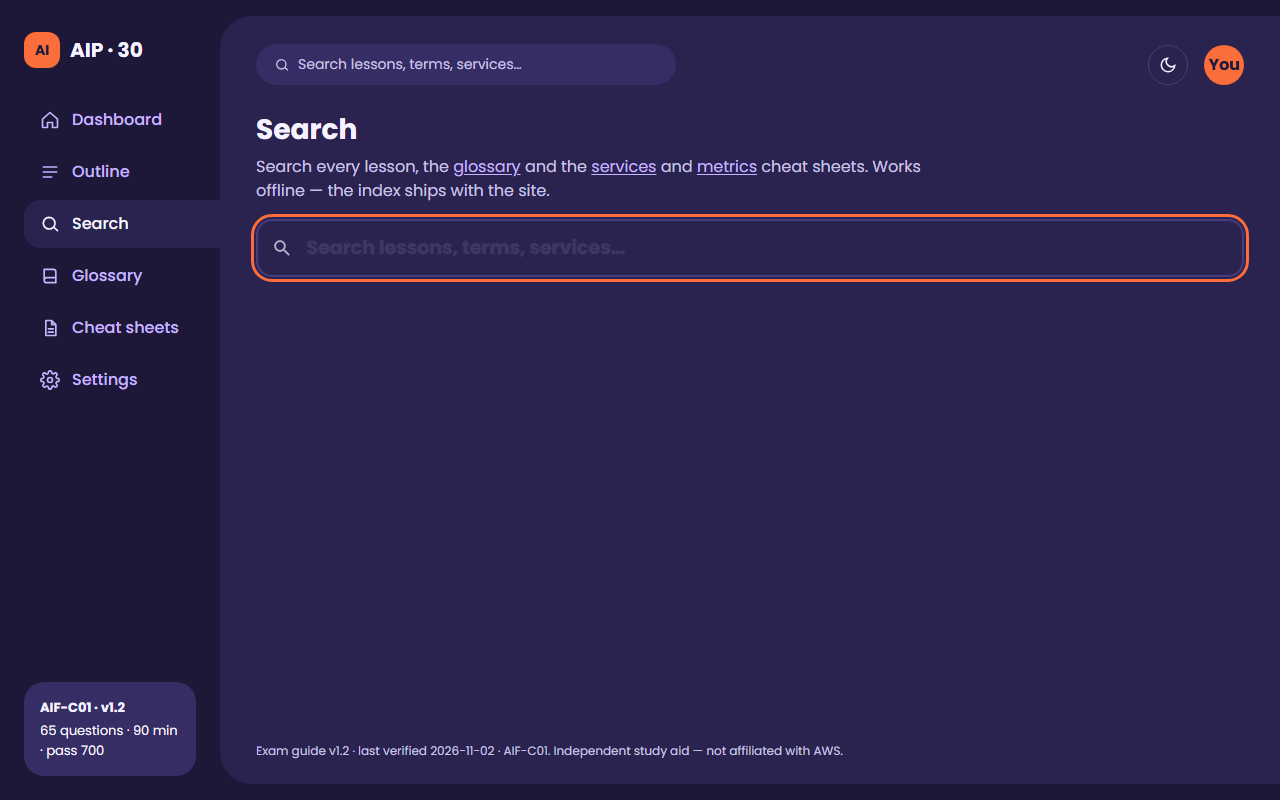 AI AIP · 30
Search lessons, terms, services…
You
Dashboard
Outline
Search
Glossary
Cheat sheets
Settings
AIF-C01 · v1.2
65 questions · 90 min
· pass 700
Search
Search every lesson, the glossary and the services and metrics cheat sheets. Works
offline — the index ships with the site.
Search lessons, terms, services…
Exam guide v1.2 · last verified 2026-11-02 · AIF-C01. Independent study aid — not affiliated with AWS.